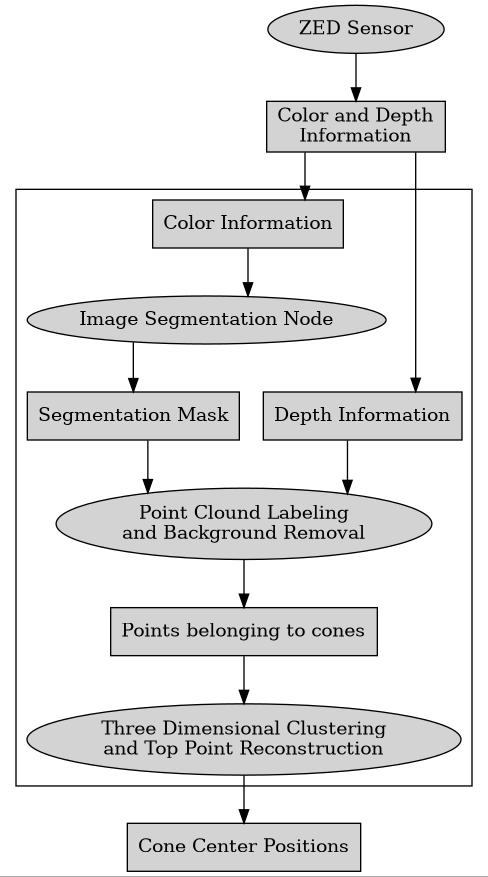 ZED Sensor
Color and Depth
Information
Color Information
Image Segmentation Node
Segmentation Mask
Depth Information
Point Clound Labeling
and Background Removal
Points belonging to cones
Three Dimensional Clustering
and Top Point Reconstruction
Cone Center Positions